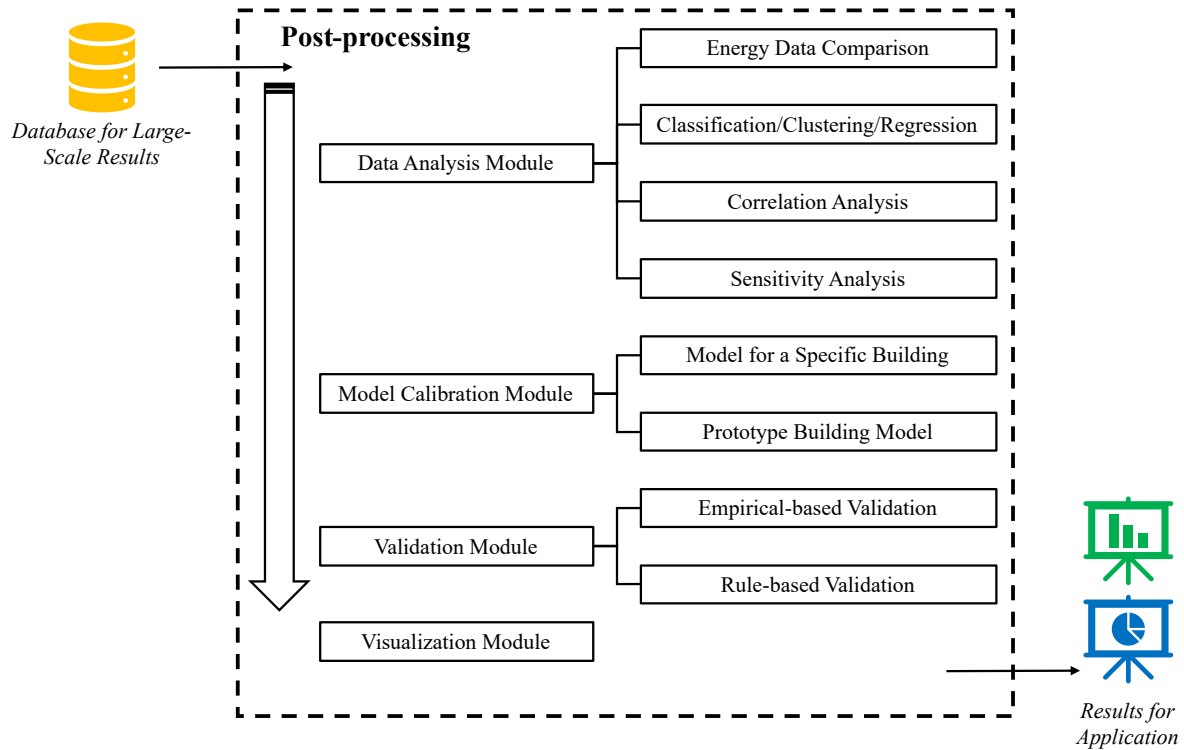 Post-processing
Database for Large-
Scale Results
Data Analysis Module
Energy Data Comparison
Classification/Clustering/Regression
Correlation Analysis
Sensitivity Analysis
Model Calibration Module
Model for a Specific Building
Prototype Building Model
Validation Module
Empirical-based Validation
Rule-based Validation
Visualization Module
Results for
Application